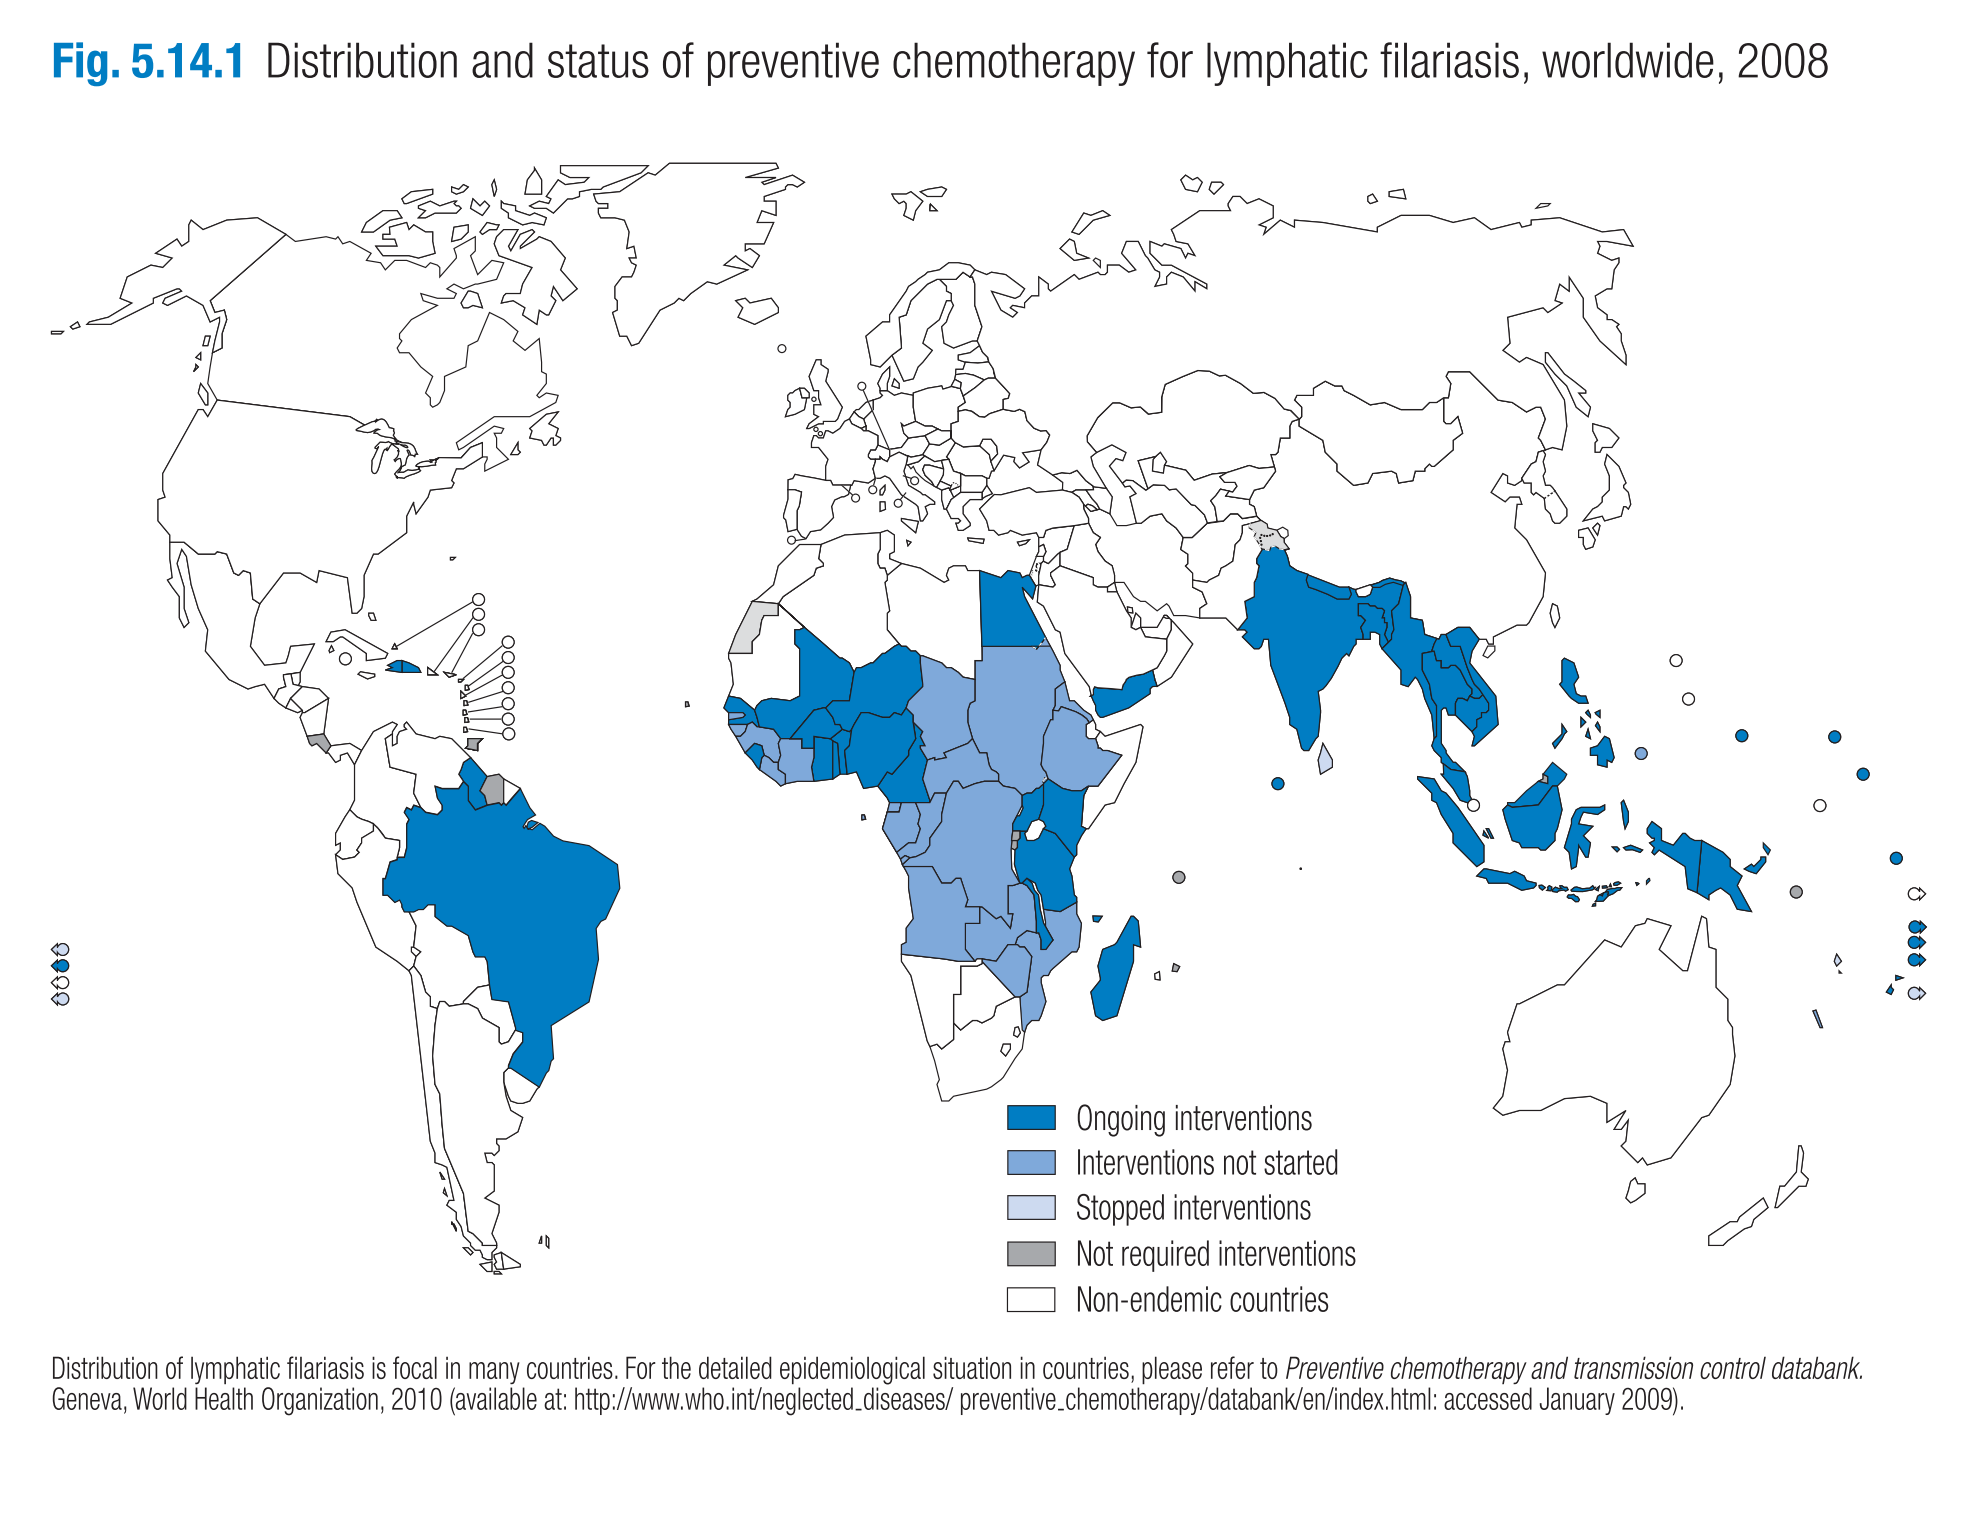 Fig. 5.14.1 Distribution and status of preventive chemotherapy for lymphatic filariasis, worldwide, 2008
Ongoing interventions
Interventions not started
Stopped interventions
Not required interventions
Non-endemic countries
Distribution of lymphatic filariasis is focal in many countries. For the detailed epidemiological situation in countries, please refer to Preventive chemotherapy and transmission control databank.
Geneva, World Health Organization, 2010 (available at: http://www.who.int/neglected_diseases/ preventive_chemotherapy/databank/en/index.html: accessed January 2009).